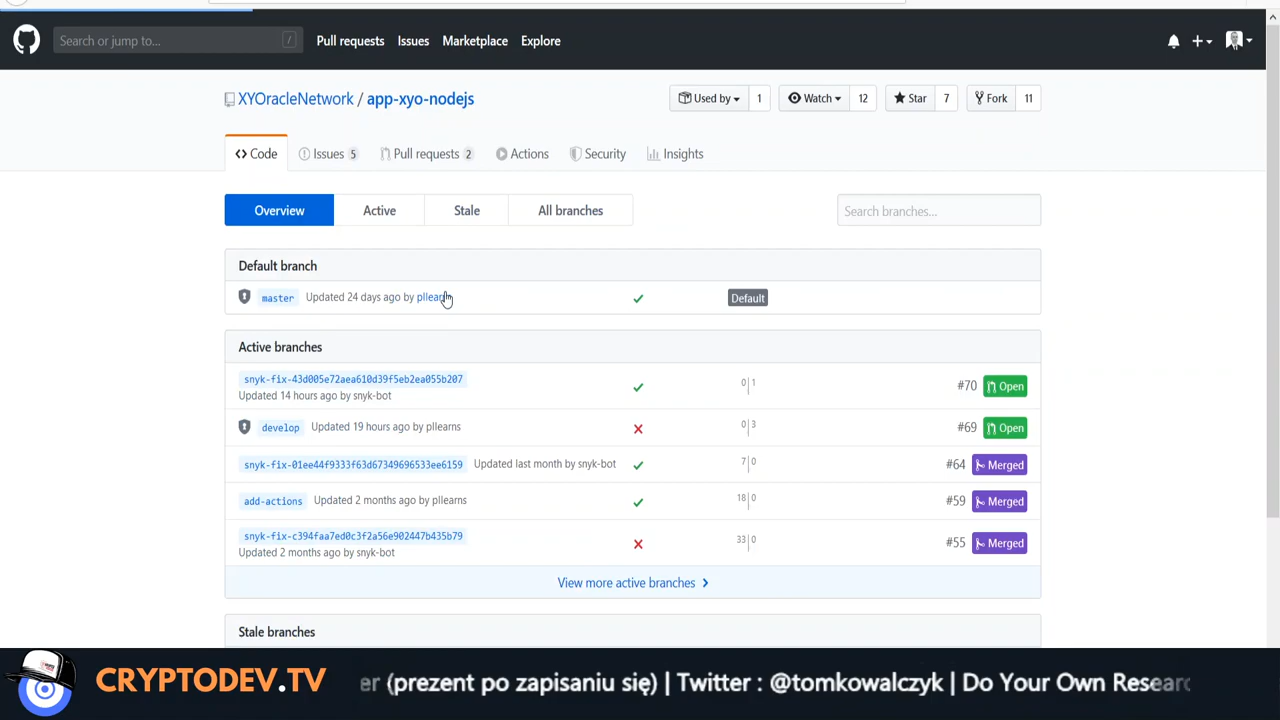 Search or jump to... / Pull requests Issues Marketplace Explore
XYOracleNetwork / app-xyo-nodejs Used by 1 Watch 12 Star 7 Fork 11
Code Issues 5 Pull requests 2 Actions Security Insights
Overview Active Stale All branches Search branches...
Default branch
master Updated 24 days ago by pllearns Default
Active branches
snyk-fix-43d005e72aea610d39f5eb2ea055b207 0|1 #70 Open
Updated 14 hours ago by snyk-bot
develop Updated 19 hours ago by pllearns 0|3 #69 Open
snyk-fix-01ee44f9333f63d67349696533ee6159 Updated last month by snyk-bot 7|0 #64 Merged
add-actions Updated 2 months ago by pllearns 18|0 #59 Merged
snyk-fix-c394faa7ed0c3f2a56e902447b435b79 33|0 #55 Merged
Updated 2 months ago by snyk-bot
View more active branches
Stale branches
CRYPTODEV.TV er (prezent po zapisaniu się) | Twitter : @tomkowalczyk | Do Your Own Researc